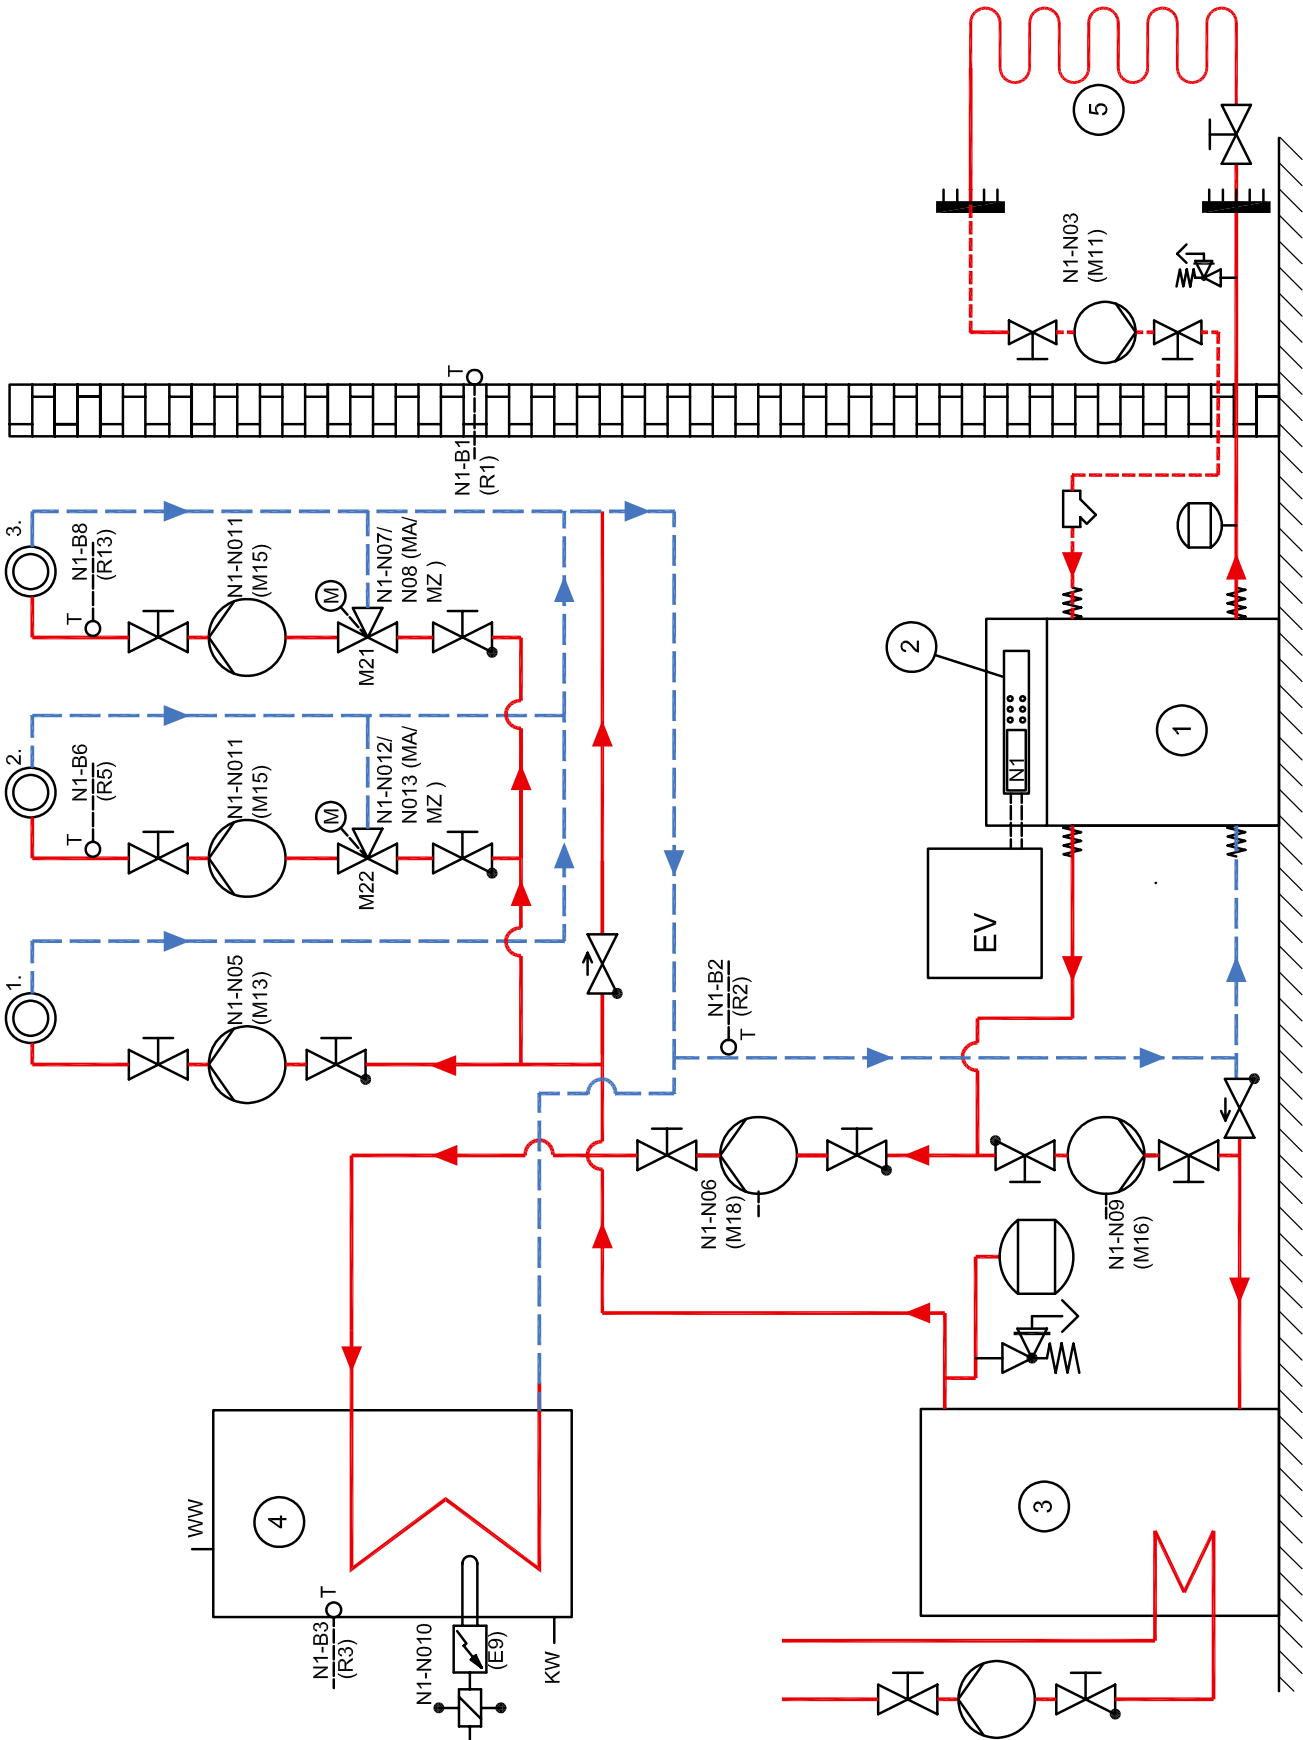 1.
N1-N05
(M13)
2.
T
N1-B6
(R5)
N1-N011
(M15)
M
M22
N1-N012/
N013 (MA/
MZ )
3.
T
N1-B8
(R13)
N1-N011
(M15)
M
M21
N1-N07/
N08 (MA/
MZ )
T
N1-B1
(R1)
5
N1-N03
(M11)
WW
4
T
N1-B3
(R3)
N1-N010
(E9)
KW
N1-N06
(M18)
N1-B2
(R2)
T
EV
2
N1
1
N1-N09
(M16)
3